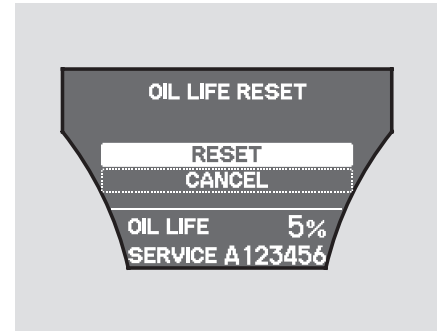 OIL LIFE RESET
RESET
CANCEL
OIL LIFE 5%
SERVICE A123456